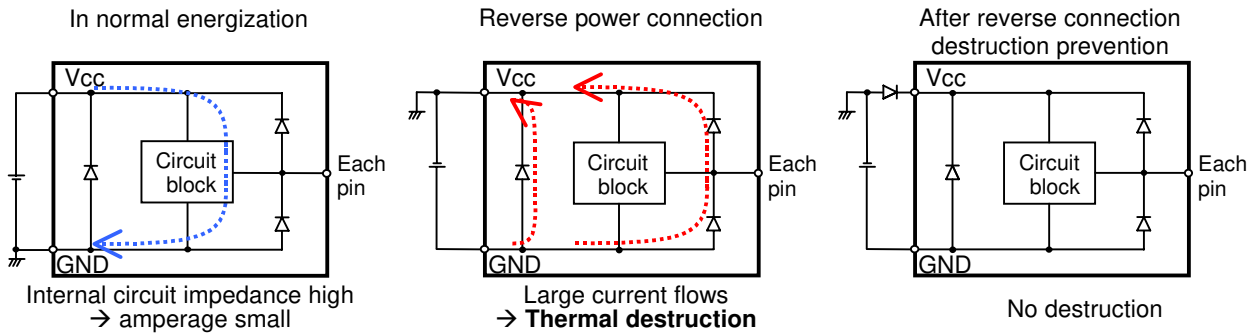 In normal energization
Vcc
Circuit
block
Each
pin
GND
Internal circuit impedance high
→ amperage small
Reverse power connection
Vcc
Circuit
block
Each
pin
GND
Large current flows
→ Thermal destruction
After reverse connection
destruction prevention
Vcc
Circuit
block
Each
pin
GND
No destruction